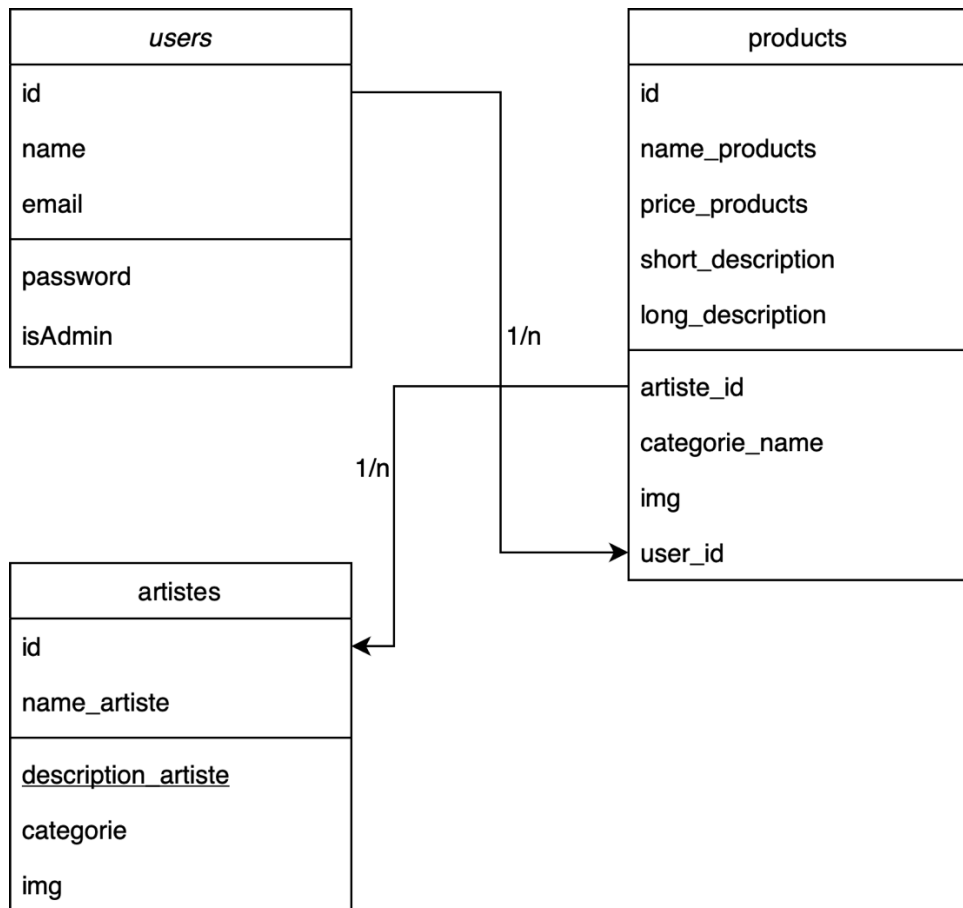 users
id
name
email
password
isAdmin
products
id
name_products
price_products
short_description
long_description
artiste_id
categorie_name
img
user_id
1/n
1/n
artistes
id
name_artiste
description_artiste
categorie
img